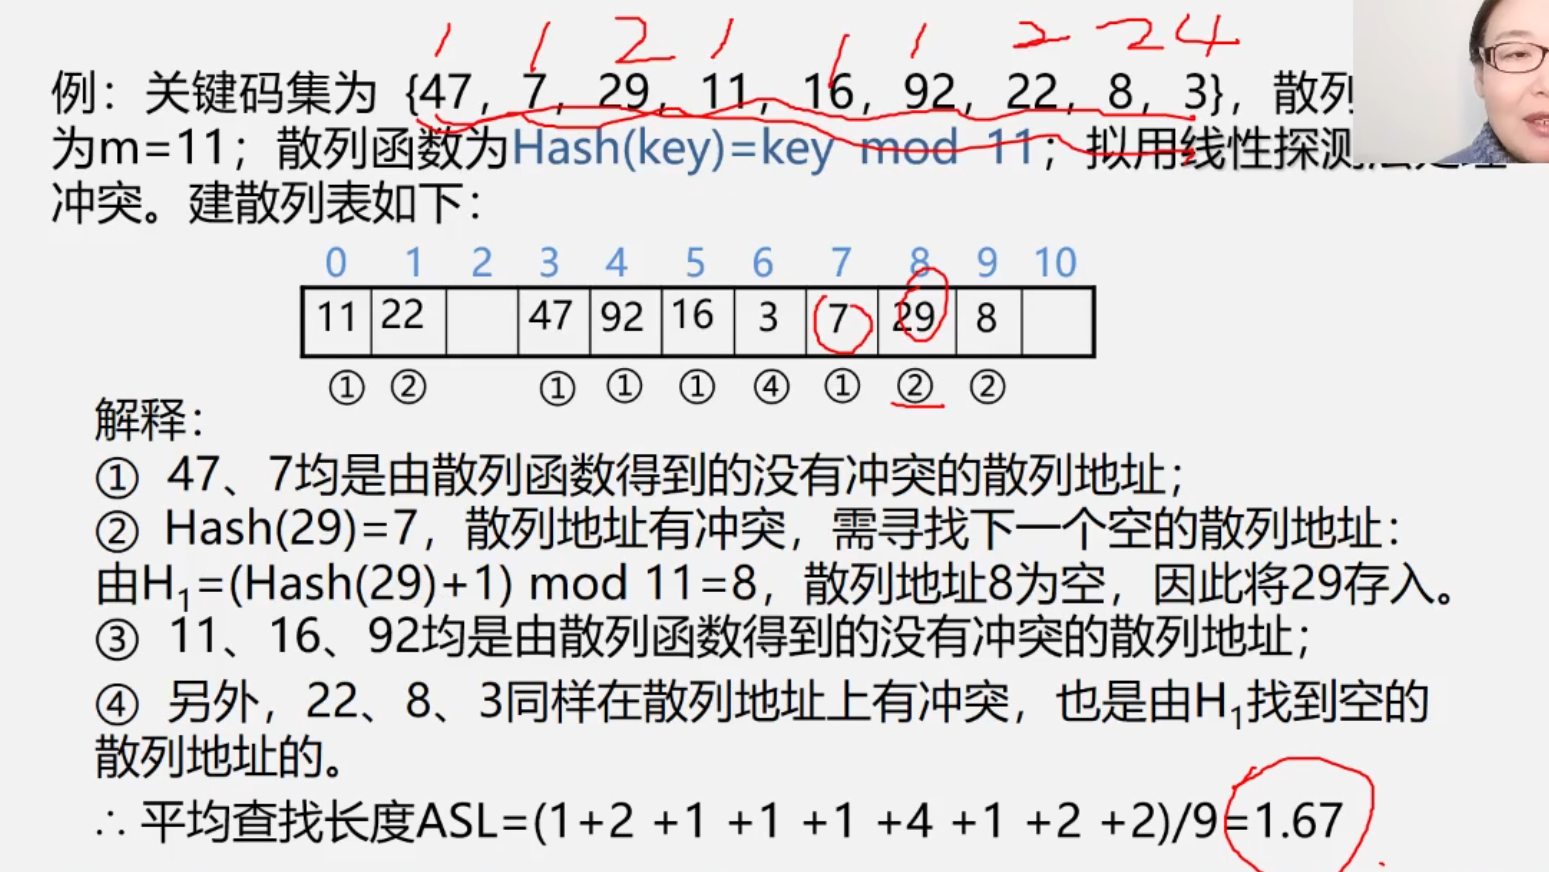 1 1 2 1 1 1 2 2 4
例：关键码集为 {47，7，29，11，16，92，22，8，3}，散列
为m=11；散列函数为Hash(key)=key mod 11；拟用线性探测
冲突。建散列表如下：
0 1 2 3 4 5 6 7 8 9 10
11 22 47 92 16 3 7 29 8
① ② ① ① ① ④ ① ② ②
解释：
① 47、7均是由散列函数得到的没有冲突的散列地址；
② Hash(29)=7，散列地址有冲突，需寻找下一个空的散列地址：
由H₁=(Hash(29)+1) mod 11=8，散列地址8为空，因此将29存入。
③ 11、16、92均是由散列函数得到的没有冲突的散列地址；
④ 另外，22、8、3同样在散列地址上有冲突，也是由H₁找到空的
散列地址的。
∴ 平均查找长度ASL=(1+2 +1 +1 +1 +4 +1 +2 +2)/9=1.67